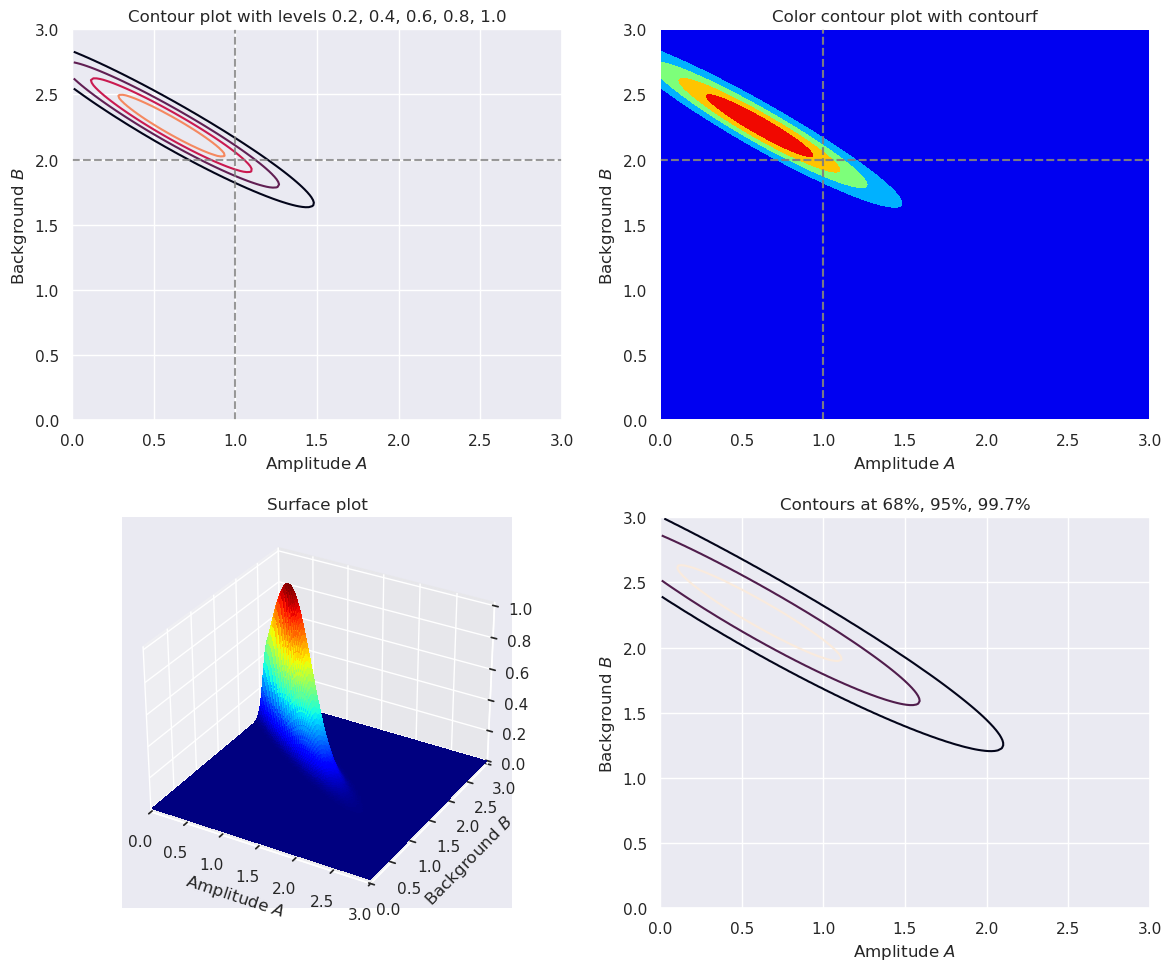 Contour plot with levels 0.2, 0.4, 0.6, 0.8, 1.0
3.0
2.5
2.0
1.5
1.0
0.5
0.0
Background B
0.0 0.5 1.0 1.5 2.0 2.5 3.0
Amplitude A
Color contour plot with contourf
3.0
2.5
2.0
1.5
1.0
0.5
0.0
Background B
0.0 0.5 1.0 1.5 2.0 2.5 3.0
Amplitude A
Surface plot
1.0
0.8
0.6
0.4
0.2
0.0
0.0 0.5 1.0 1.5 2.0 2.5 3.0
Amplitude A
0.0 0.5 1.0 1.5 2.0 2.5 3.0
Background B
Contours at 68%, 95%, 99.7%
3.0
2.5
2.0
1.5
1.0
0.5
0.0
Background B
0.0 0.5 1.0 1.5 2.0 2.5 3.0
Amplitude A